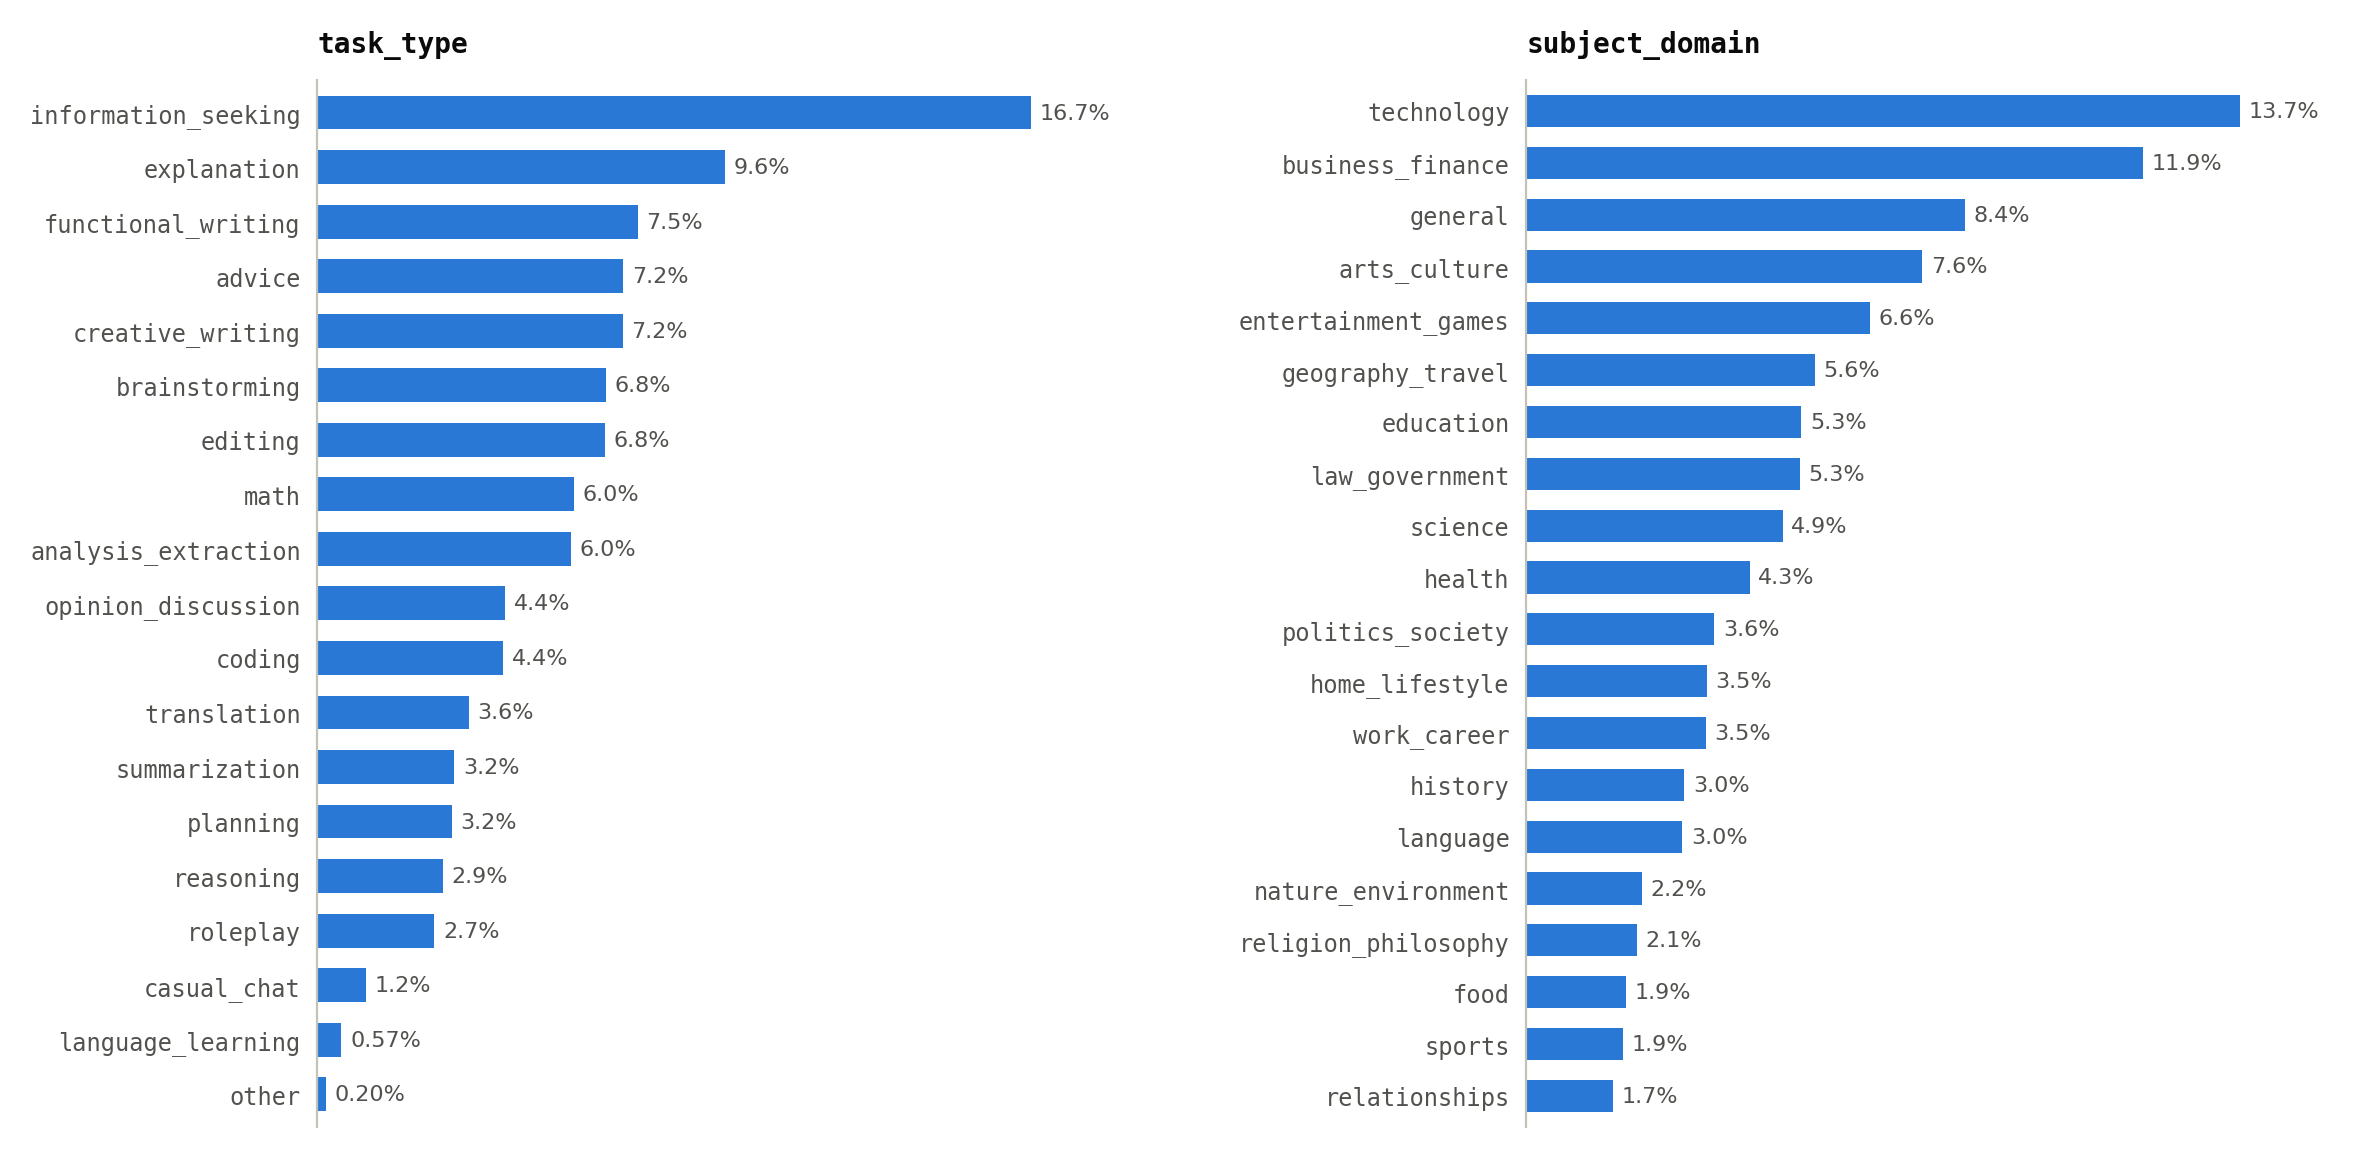 task_type
information_seeking 16.7%
explanation 9.6%
functional_writing 7.5%
advice 7.2%
creative_writing 7.2%
brainstorming 6.8%
editing 6.8%
math 6.0%
analysis_extraction 6.0%
opinion_discussion 4.4%
coding 4.4%
translation 3.6%
summarization 3.2%
planning 3.2%
reasoning 2.9%
roleplay 2.7%
casual_chat 1.2%
language_learning 0.57%
other 0.20%
subject_domain
technology 13.7%
business_finance 11.9%
general 8.4%
arts_culture 7.6%
entertainment_games 6.6%
geography_travel 5.6%
education 5.3%
law_government 5.3%
science 4.9%
health 4.3%
politics_society 3.6%
home_lifestyle 3.5%
work_career 3.5%
history 3.0%
language 3.0%
nature_environment 2.2%
religion_philosophy 2.1%
food 1.9%
sports 1.9%
relationships 1.7%